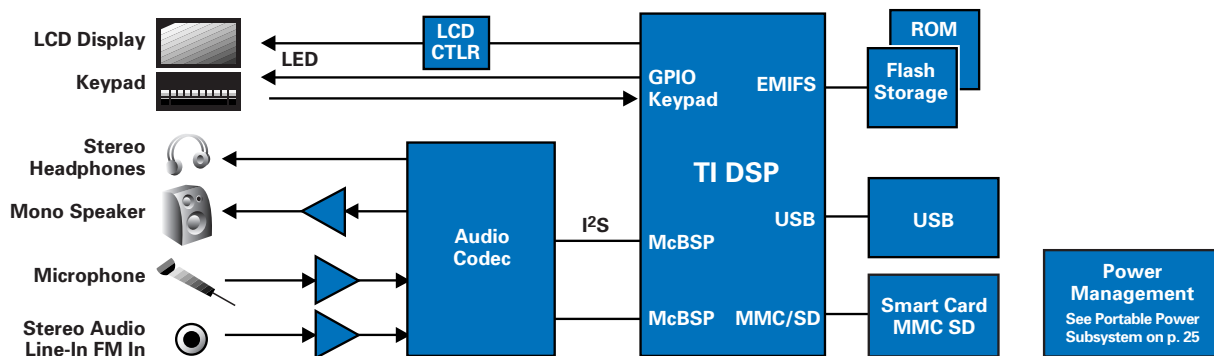 LCD Display
LCD
CTLR
ROM
LED
Keypad
GPIO
Keypad
EMIFS
Flash
Storage
Stereo
Headphones
TI DSP
Mono Speaker
Audio
Codec
I²S
McBSP
USB
USB
Microphone
Stereo Audio
Line-In FM In
McBSP
MMC/SD
Smart Card
MMC SD
Power
Management
See Portable Power
Subsystem on p. 25